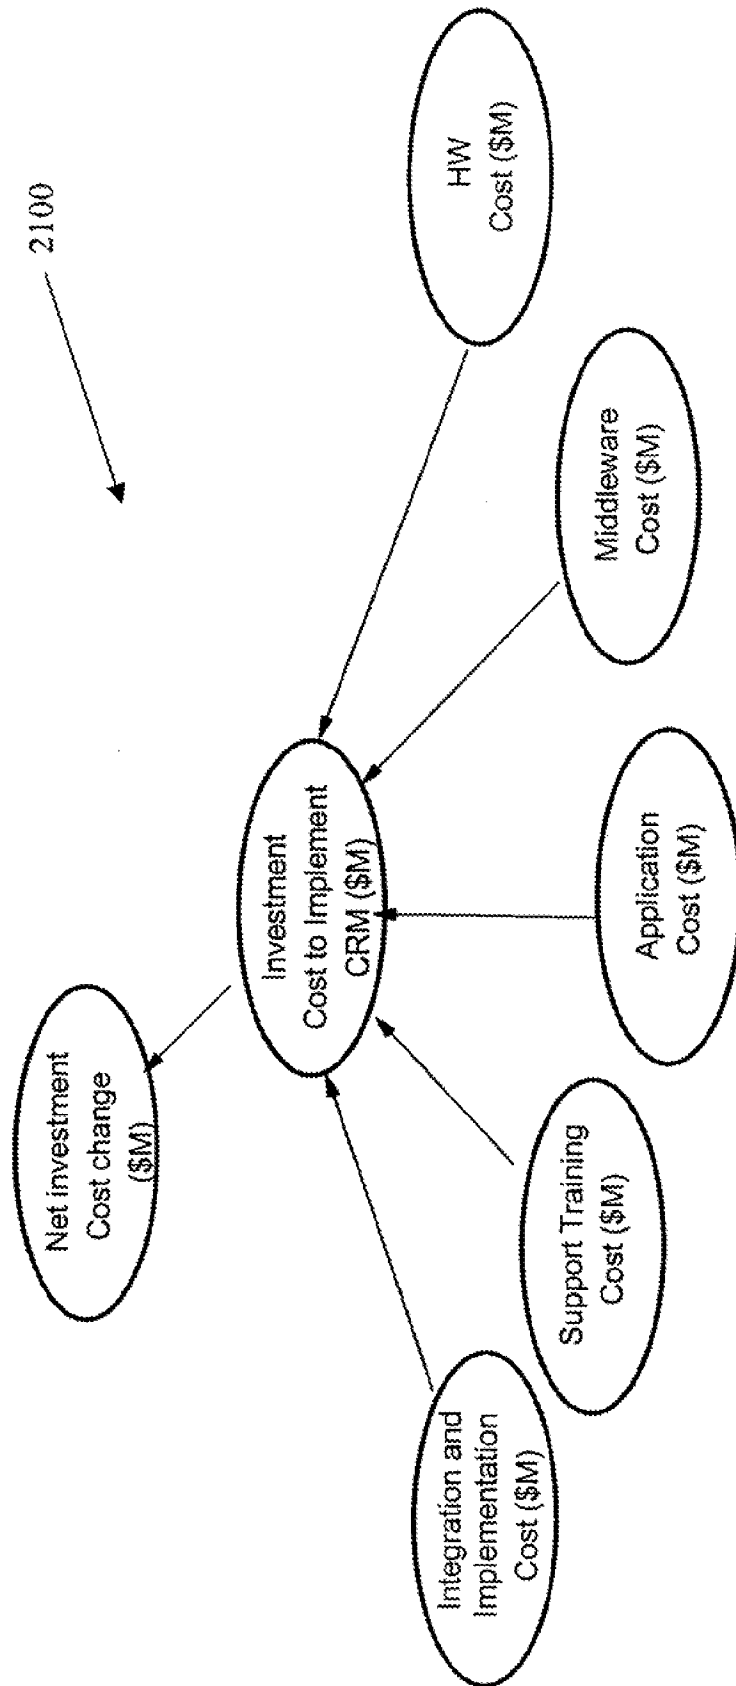 2100
Net investment
Cost change
($M)
Investment
Cost to Implement
CRM ($M)
Integration and
Implementation
Cost ($M)
Support Training
Cost ($M)
Application
Cost ($M)
Middleware
Cost ($M)
HW
Cost ($M)